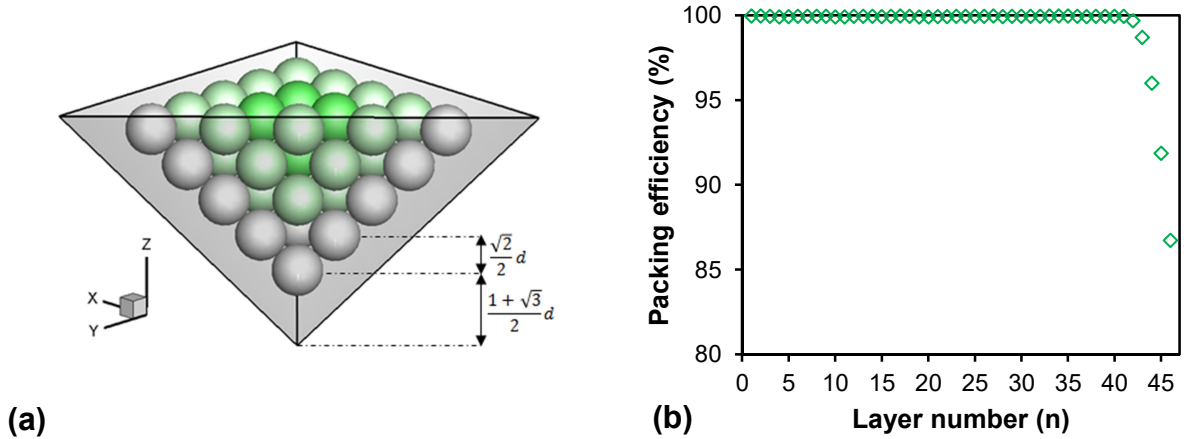 Z
X
Y
√2/2 d
(1 + √3)/2 d
(a)
Packing efficiency (%)
100
95
90
85
80
0 5 10 15 20 25 30 35 40 45
Layer number (n)
(b)